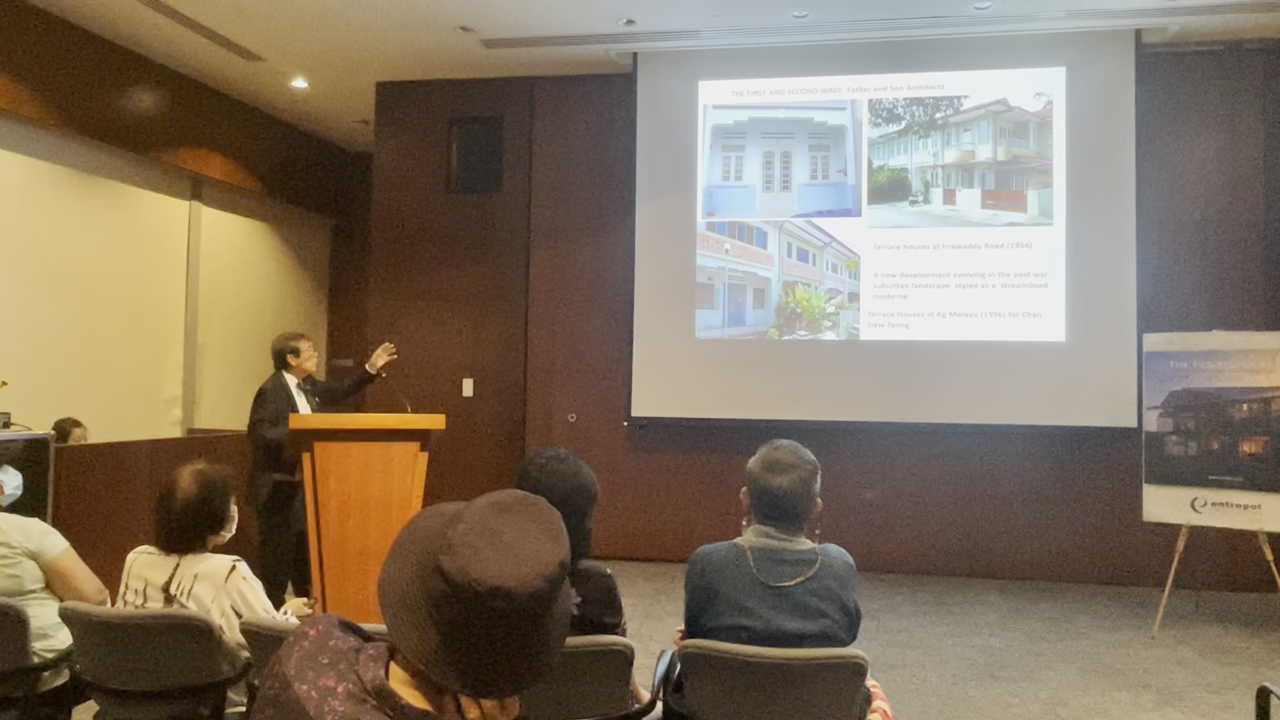 THE FIRST AND SECOND WAVE Father and Son Architects
Terrace houses at Irrawaddy Road (1954)
A new development evolving in the post war
suburban landscape, styled as a 'streamlined
moderne'
Terrace Houses at Ag Melayu (1956) for Chan
Siew Teong
THE
entrepot